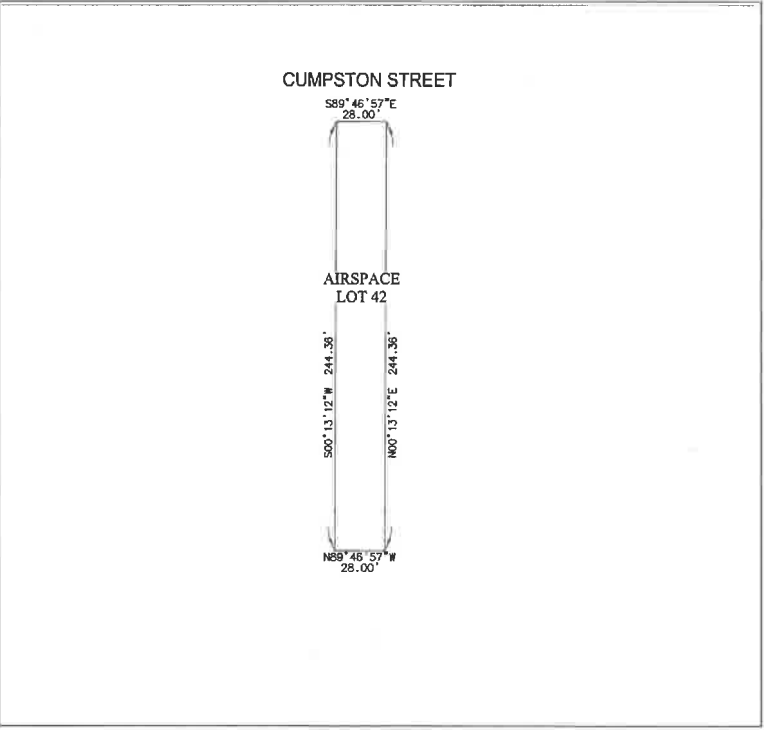 CUMPSTON STREET
S89°46'57"E
28.00'
AIRSPACE
LOT 42
S00°13'12"W 244.36'
N00°13'12"E 244.36'
N89°46'57"W
28.00'